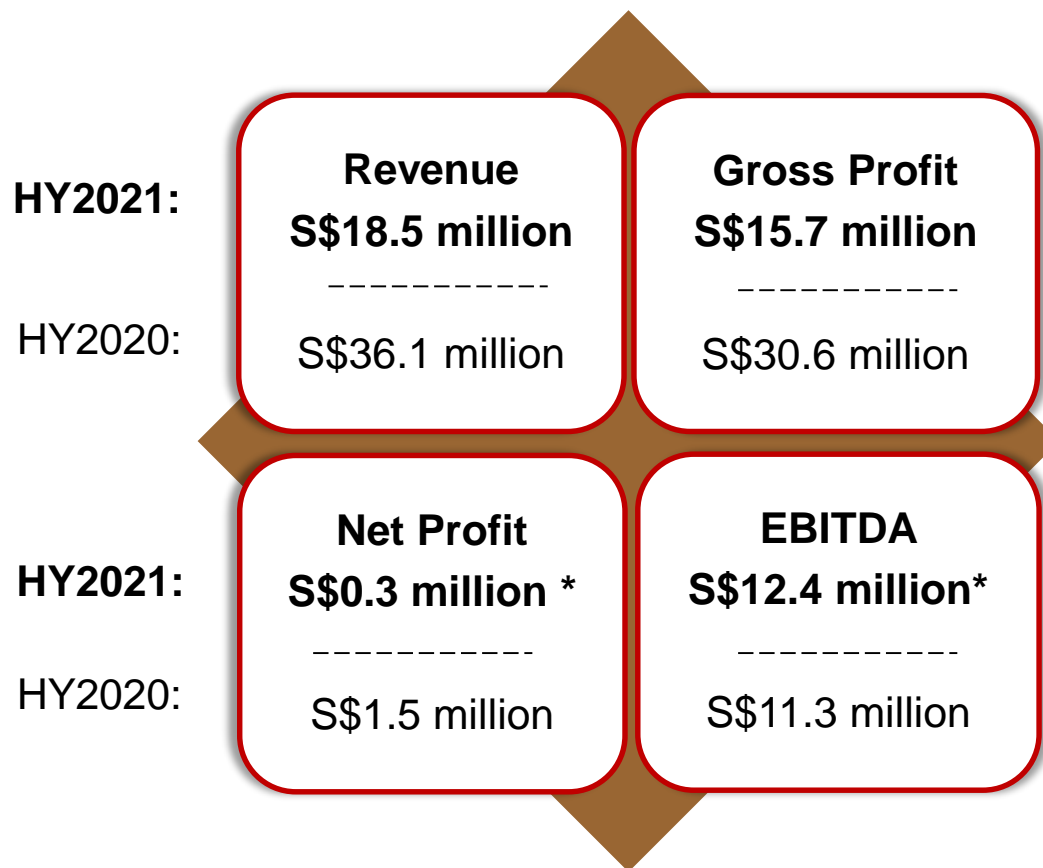 HY2021:
Revenue
S$18.5 million
HY2020:
S$36.1 million
Gross Profit
S$15.7 million
S$30.6 million
HY2021:
Net Profit
S$0.3 million *
HY2020:
S$1.5 million
EBITDA
S$12.4 million*
S$11.3 million